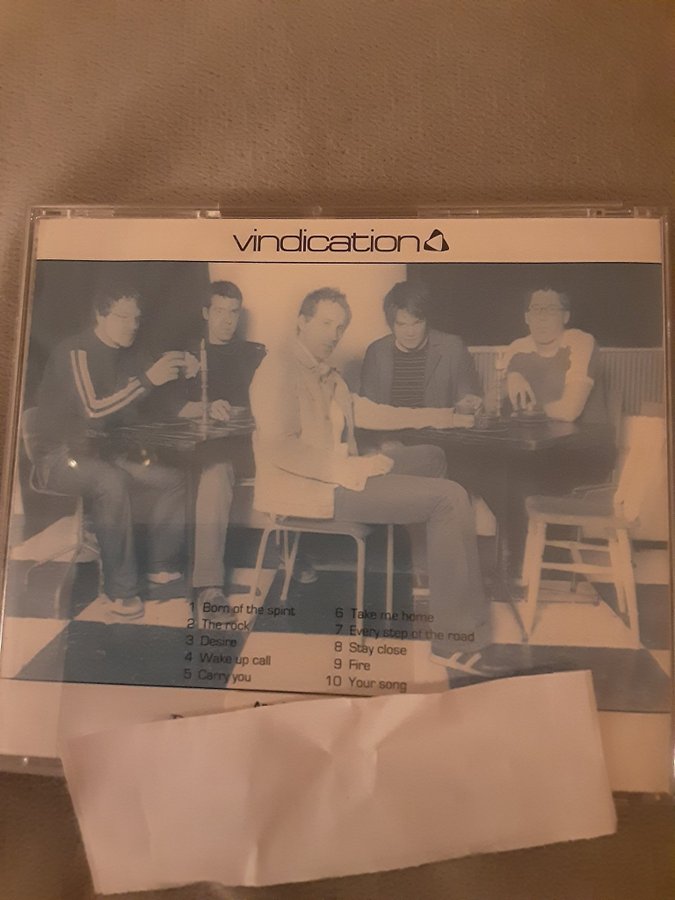 vindication
1 Born of the spirit
2 The rock
3 Desire
4 Wake up call
5 Carry you
6 Take me home
7 Every step of the road
8 Stay close
9 Fire
10 Your song